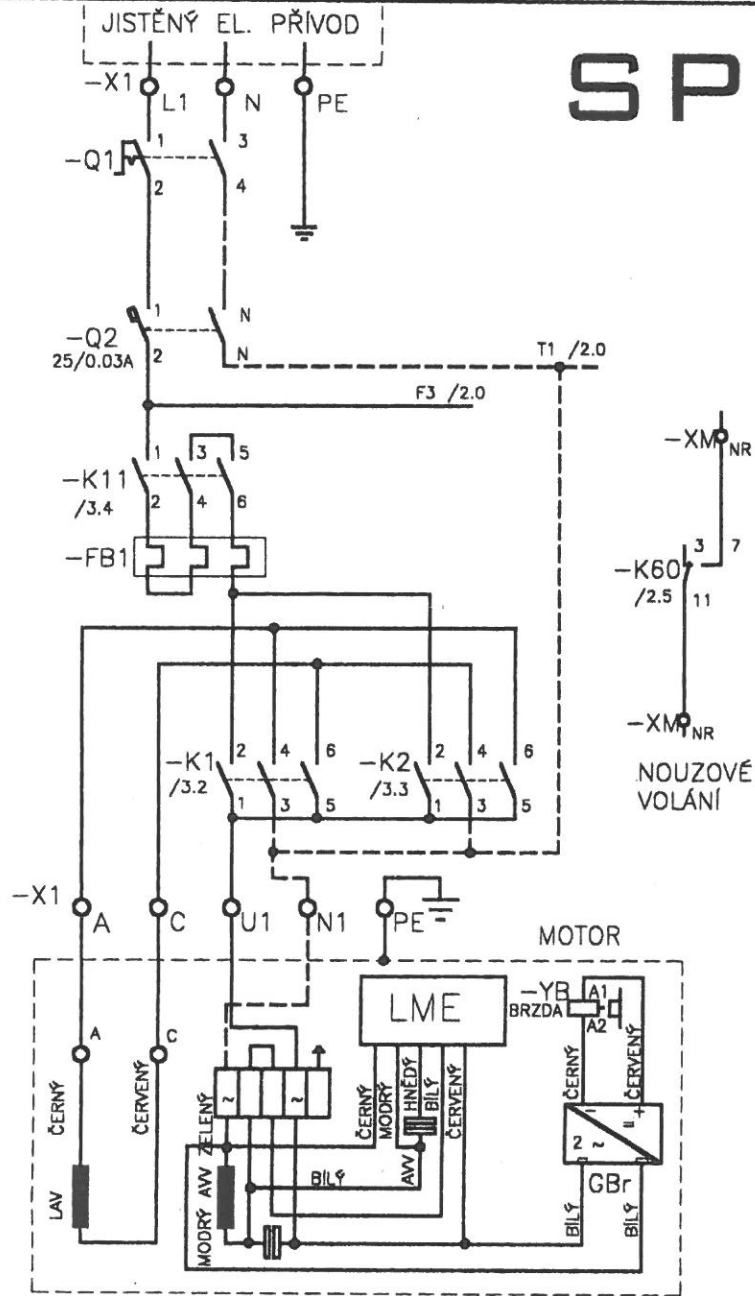 JISTĚNÝ EL. PŘÍVOD
SP
-X1 L1 N PE
1 3
-Q1
2 4
1 N
-Q2
25/0.03A 2 N
T1 /2.0
F3 /2.0
-XM NR
1 3 5
-K11
/3.4 2 4 6
-FB1
3 7
-K60
/2.5 11
-XM NR
NOUZOVÉ
VOLÁNÍ
2 4 6 2 4 6
-K1 -K2
/3.2 /3.3
1 3 5 1 3 5
-X1 A C U1 N1 PE
MOTOR
LME
-YB A1
BRZDA A2
A C
ČERNÝ
ČERVENÝ
~ ~
ZELENÝ
ČERNÝ
MODRÝ
HNĚDÝ
BÍLÝ
ČERVENÝ
ČERNÝ
ČERVENÝ
- + =
2 ~
GBr
LAV
MODRÝ AVV
BÍLÝ
AVV
BÍLÝ
BÍLÝ